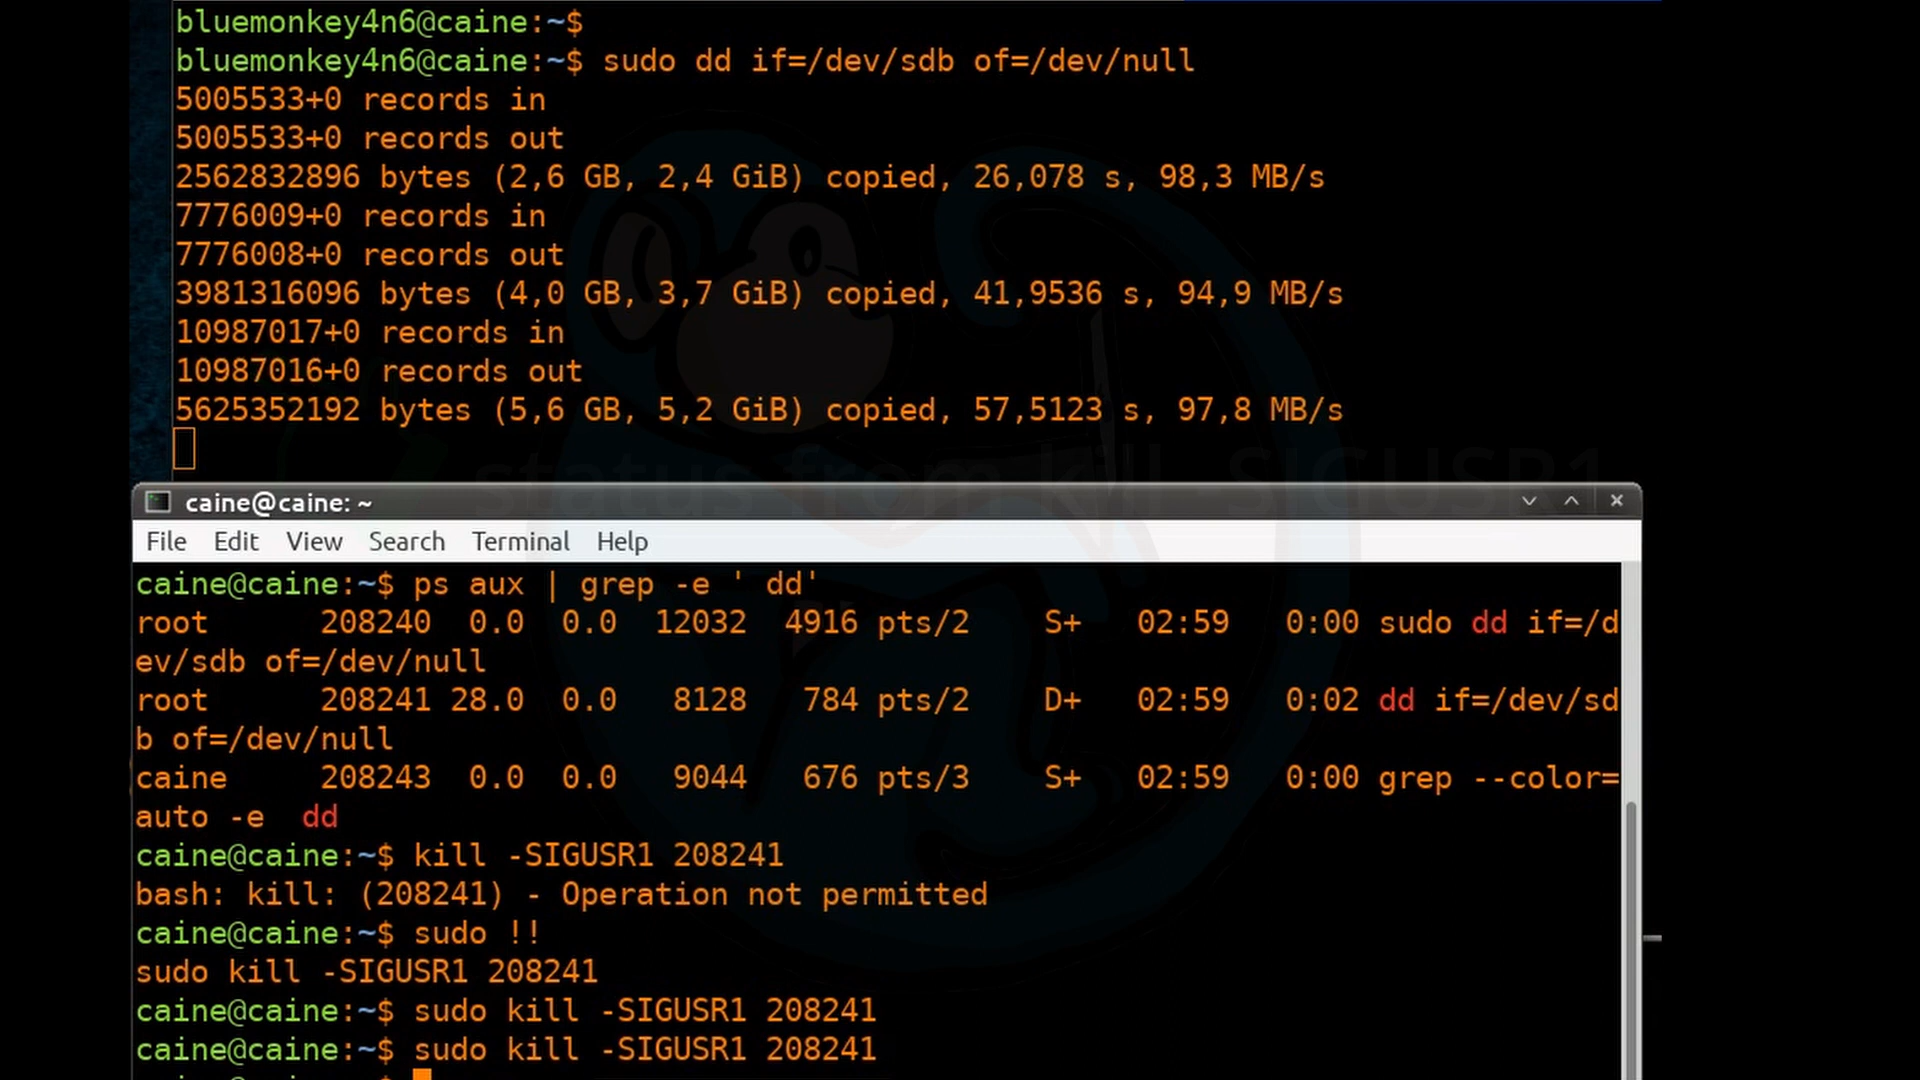 bluemonkey4n6@caine:~$
bluemonkey4n6@caine:~$ sudo dd if=/dev/sdb of=/dev/null
5005533+0 records in
5005533+0 records out
2562832896 bytes (2,6 GB, 2,4 GiB) copied, 26,078 s, 98,3 MB/s
7776009+0 records in
7776008+0 records out
3981316096 bytes (4,0 GB, 3,7 GiB) copied, 41,9536 s, 94,9 MB/s
10987017+0 records in
10987016+0 records out
5625352192 bytes (5,6 GB, 5,2 GiB) copied, 57,5123 s, 97,8 MB/s
status from kill -SIGUSR1
caine@caine: ~
File Edit View Search Terminal Help
caine@caine:~$ ps aux | grep -e ' dd'
root 208240 0.0 0.0 12032 4916 pts/2 S+ 02:59 0:00 sudo dd if=/d
ev/sdb of=/dev/null
root 208241 28.0 0.0 8128 784 pts/2 D+ 02:59 0:02 dd if=/dev/sd
b of=/dev/null
caine 208243 0.0 0.0 9044 676 pts/3 S+ 02:59 0:00 grep --color=
auto -e  dd
caine@caine:~$ kill -SIGUSR1 208241
bash: kill: (208241) - Operation not permitted
caine@caine:~$ sudo !!
sudo kill -SIGUSR1 208241
caine@caine:~$ sudo kill -SIGUSR1 208241
caine@caine:~$ sudo kill -SIGUSR1 208241